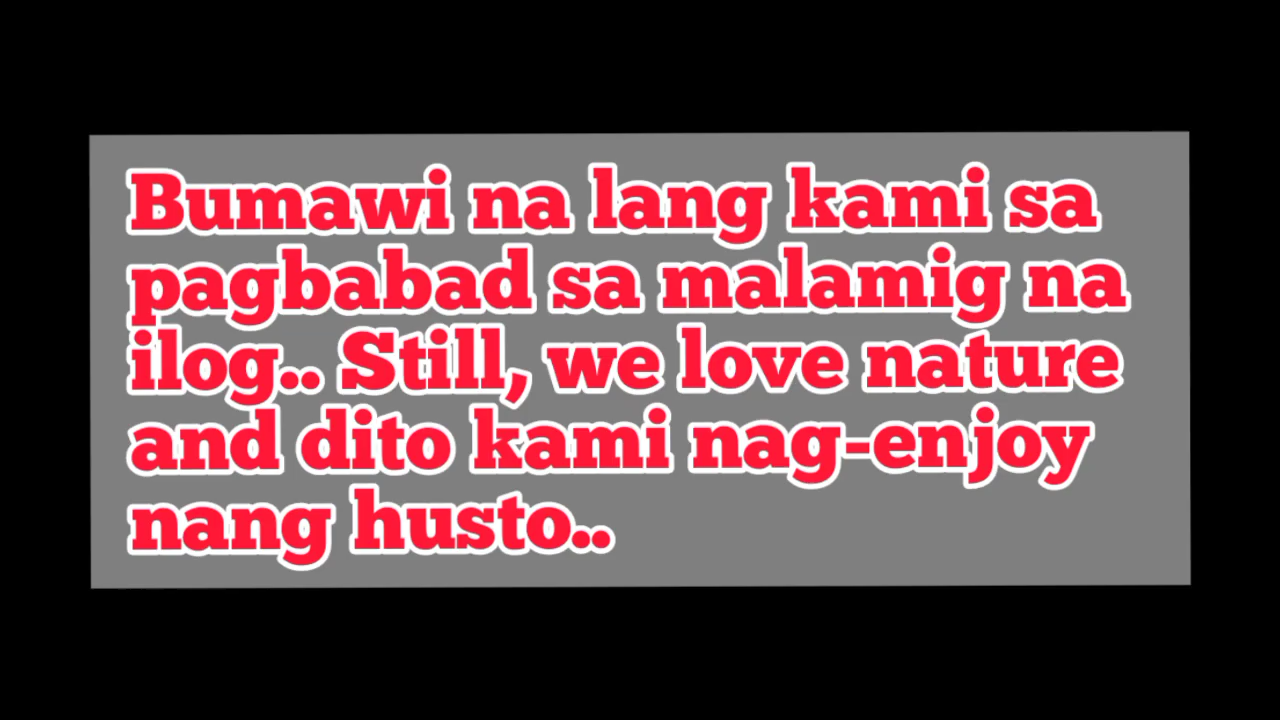 Bumawi na lang kami sa
pagbabad sa malamig na
ilog.. Still, we love nature
and dito kami nag-enjoy
nang husto..